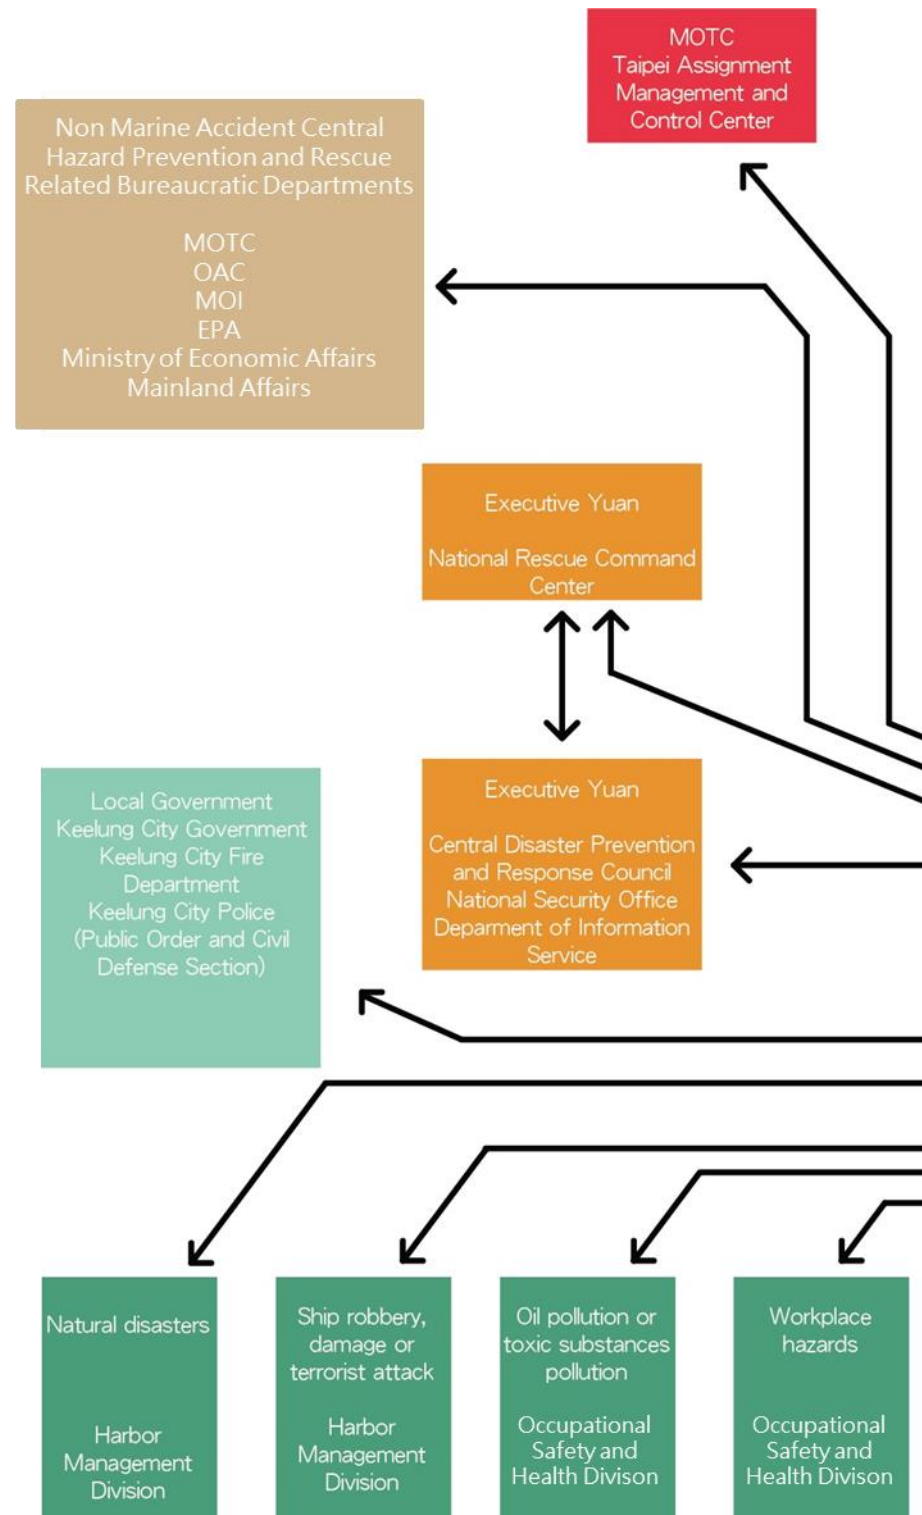 MOTC
Taipei Assignment
Management and
Control Center
Non Marine Accident Central
Hazard Prevention and Rescue
Related Bureaucratic Departments
MOTC
OAC
MOI
EPA
Ministry of Economic Affairs
Mainland Affairs
Executive Yuan
National Rescue Command
Center
Executive Yuan
Central Disaster Prevention
and Response Council
National Security Office
Deparment of Information
Service
Local Government
Keelung City Government
Keelung City Fire
Department
Keelung City Police
(Public Order and Civil
Defense Section)
Natural disasters
Harbor
Management
Division
Ship robbery,
damage or
terrorist attack
Harbor
Management
Division
Oil pollution or
toxic substances
pollution
Occupational
Safety and
Health Divison
Workplace
hazards
Occupational
Safety and
Health Divison